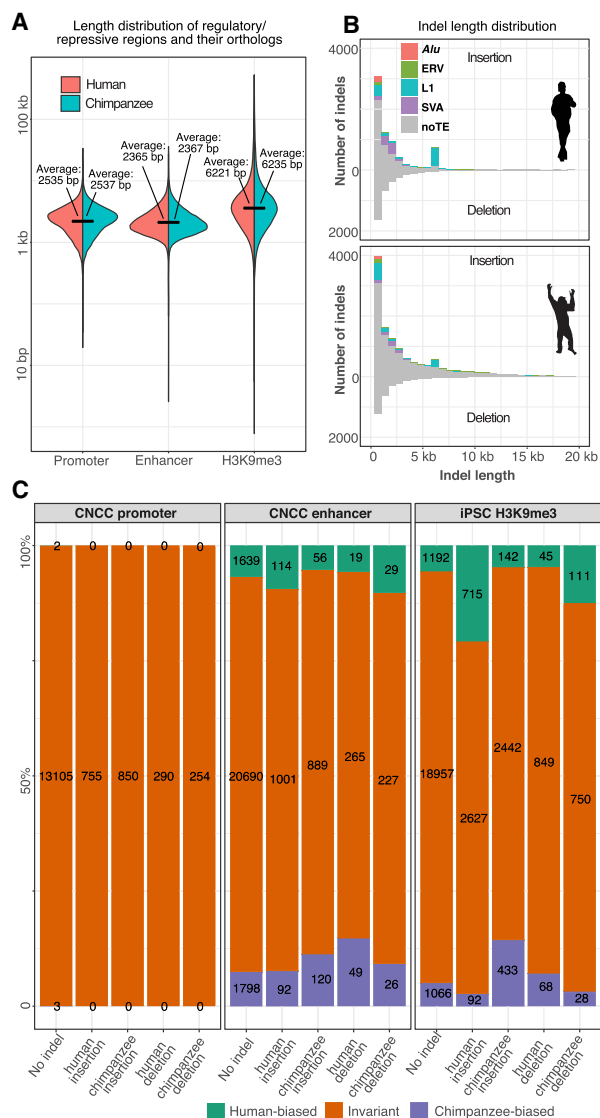 A
Length distribution of regulatory/
repressive regions and their orthologs
Human
Chimpanzee
100 kb
1 kb
10 bp
Average:
2535 bp
Average:
2537 bp
Average:
2365 bp
Average:
2367 bp
Average:
6221 bp
Average:
6235 bp
Promoter
Enhancer
H3K9me3
B
Indel length distribution
Alu
ERV
L1
SVA
noTE
Insertion
Deletion
Number of indels
4000
0
2000
Insertion
Deletion
Number of indels
4000
0
2000
0
5 kb
10 kb
15 kb
20 kb
Indel length
C
CNCC promoter
CNCC enhancer
iPSC H3K9me3
100%
50%
0
2
0
0
0
0
13105
755
850
290
254
3
0
0
0
0
1639
114
56
19
29
20690
1001
889
265
227
1798
92
120
49
26
1192
715
142
45
111
18957
2627
2442
849
750
1066
92
433
68
28
No indel
human
insertion
chimpanzee
insertion
human
deletion
chimpanzee
deletion
No indel
human
insertion
chimpanzee
insertion
human
deletion
chimpanzee
deletion
No indel
human
insertion
chimpanzee
insertion
human
deletion
chimpanzee
deletion
Human-biased
Invariant
Chimpanzee-biased